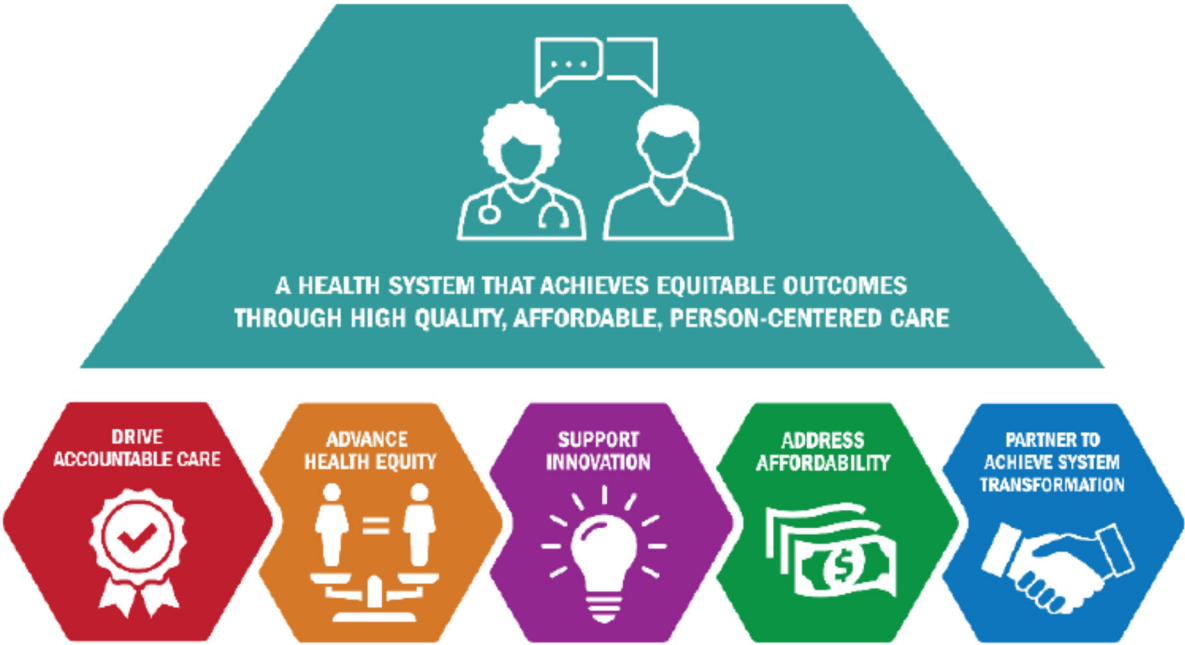 A HEALTH SYSTEM THAT ACHIEVES EQUITABLE OUTCOMES
THROUGH HIGH QUALITY, AFFORDABLE, PERSON-CENTERED CARE
DRIVE
ACCOUNTABLE CARE
ADVANCE
HEALTH EQUITY
SUPPORT
INNOVATION
ADDRESS
AFFORDABILITY
PARTNER TO
ACHIEVE SYSTEM
TRANSFORMATION